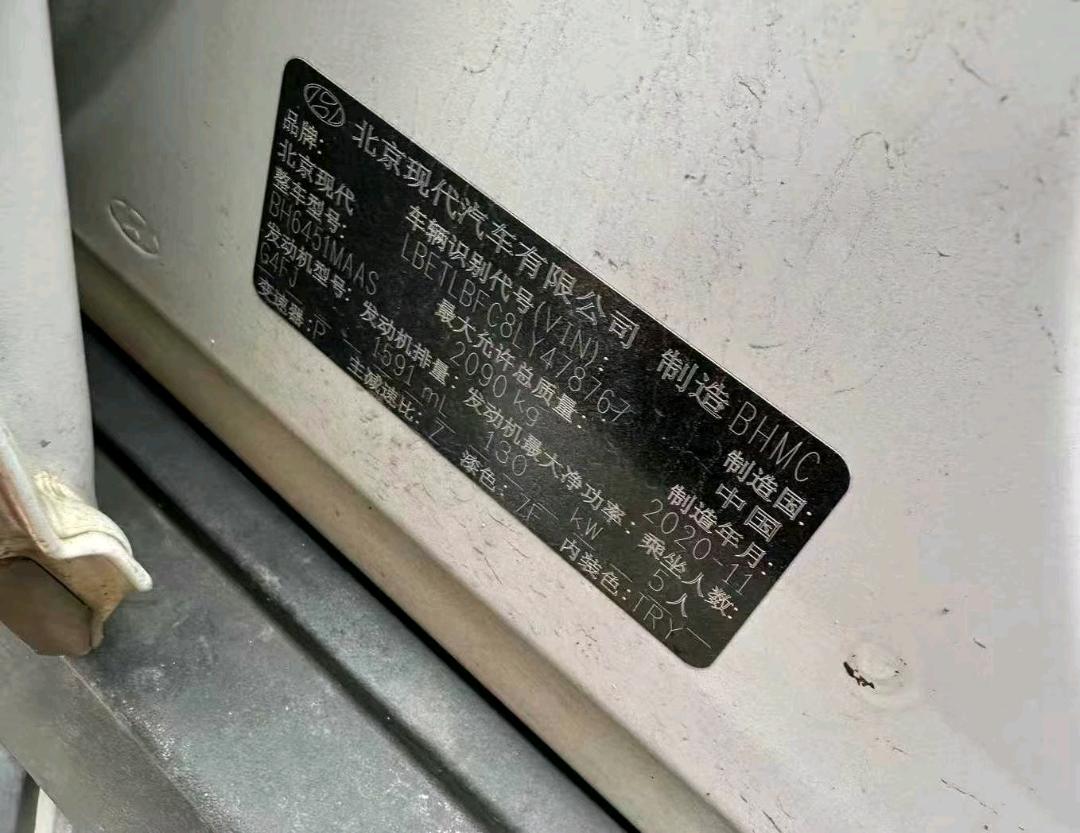 北京现代汽车有限公司 制造 BHMC
品牌: 北京现代 车辆识别代号(VIN): LBETLBFC8LY478767 制造国: 中国
整车型号: BH6451MAAS 最大允许总质量: 2090 kg 制造年月: 2020-11
发动机型号: G4FJ 发动机排量: 1591 mL 发动机最大净功率: 130 kW 乘坐人数: 5人
变速器: P 主减速比: Z 漆色: 内装色: TRY